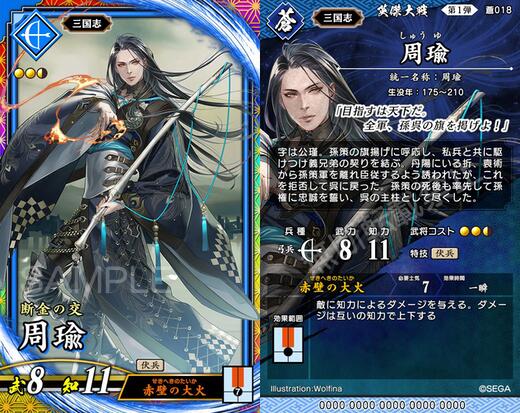 三国志
SAMPLE
断金の交
周瑜
伏兵
武8 知11
せきへきのたいか
赤壁の大火
7
蒼
三国志
英傑大戦
第1弾
蒼018
しゅうゆ
周瑜
統一名称:周瑜
生没年:175~210
「目指すは天下だ。
全軍、孫呉の旗を掲げよ!」
字は公瑾。孫策の旗揚げに呼応し、私兵と共に駆
けつけ義兄弟の契りを結ぶ。丹陽にいる折、袁術
から孫策軍を離れ臣従するよう誘われたが、これ
を拒否して呉に戻った。孫策の死後も率先して孫
権に忠誠を誓い、呉の主柱として尽くした。
兵種 武力 知力 武将コスト
弓兵 8 11
特技 伏兵
せきへきのたいか 必要士気 効果時間
赤壁の大火 7 一瞬
効果範囲
敵に知力によるダメージを与える。ダメー
ジは互いの知力で上下する
Illustration:Wolfina
©SEGA
0000 0000 0000 0000 0000